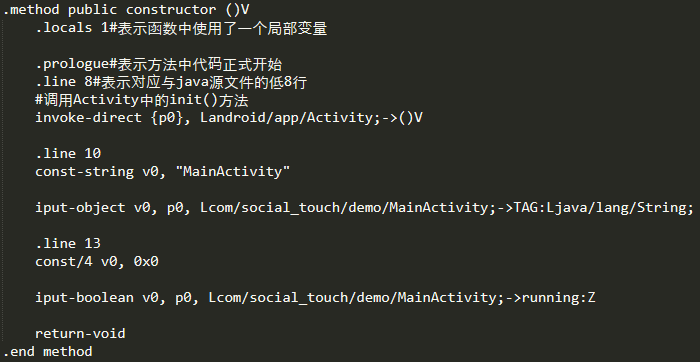 .method public constructor ()V
.locals 1#表示函数中使用了一个局部变量
.prologue#表示方法中代码正式开始
.line 8#表示对应与java源文件的低8行
#调用Activity中的init()方法
invoke-direct {p0}, Landroid/app/Activity;->()V
.line 10
const-string v0, "MainActivity"
iput-object v0, p0, Lcom/social_touch/demo/MainActivity;->TAG:Ljava/lang/String;
.line 13
const/4 v0, 0x0
iput-boolean v0, p0, Lcom/social_touch/demo/MainActivity;->running:Z
return-void
.end method